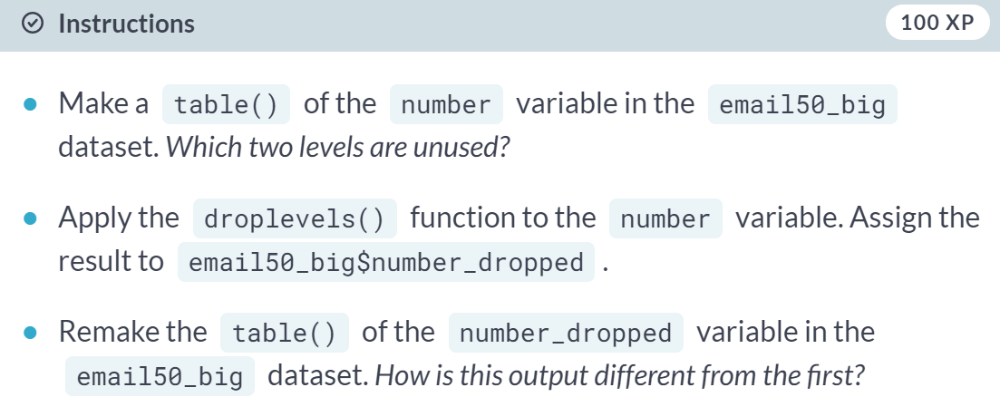 Instructions 100 XP
Make a table() of the number variable in the email50_big
dataset. Which two levels are unused?
Apply the droplevels() function to the number variable. Assign the
result to email50_big$number_dropped .
Remake the table() of the number_dropped variable in the
email50_big dataset. How is this output different from the first?